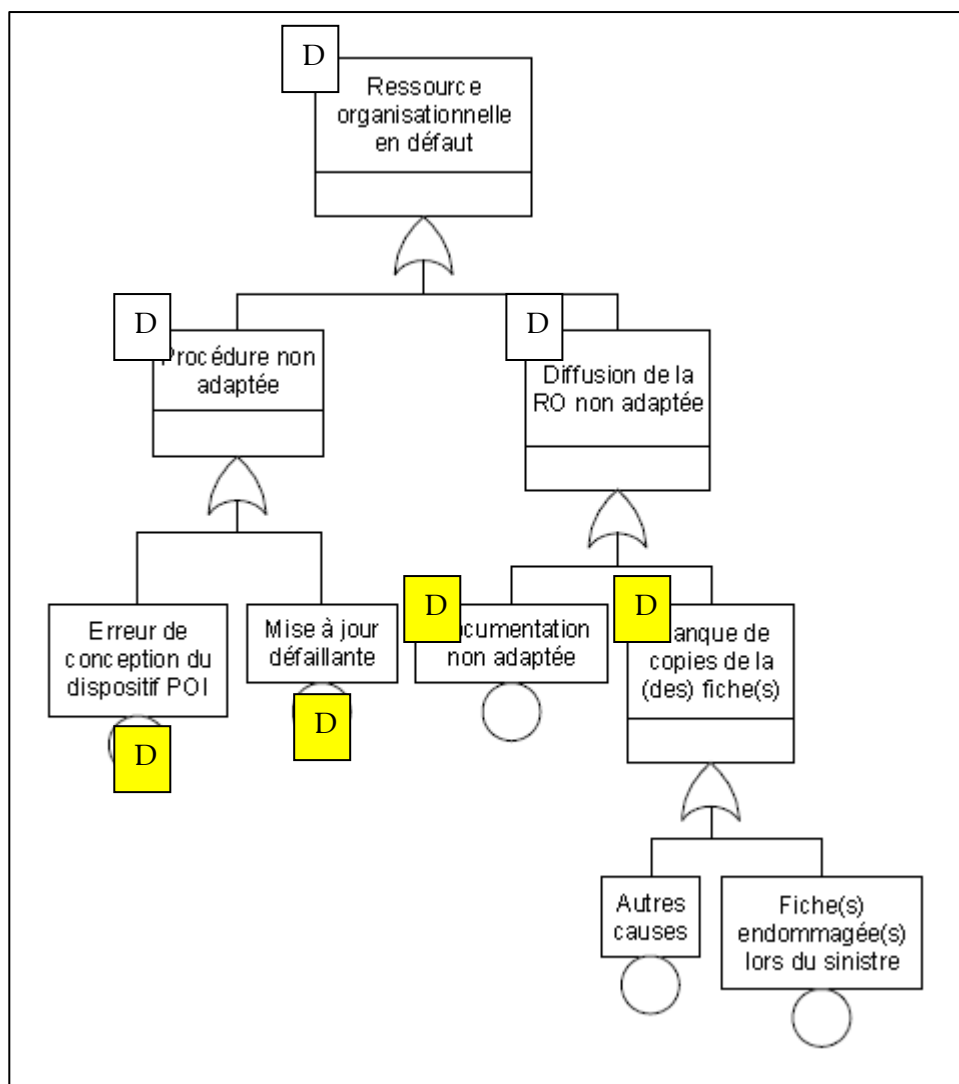 D
Ressource
organisationnelle
en défaut
D
Procédure non
adaptée
D
Diffusion de la
RO non adaptée
Erreur de
conception du
dispositif POI
D
Mise à jour
défaillante
D
D
ocumentation
non adaptée
D
anque de
copies de la
(des) fiche(s)
Autres
causes
Fiche(s)
endommagée(s)
lors du sinistre